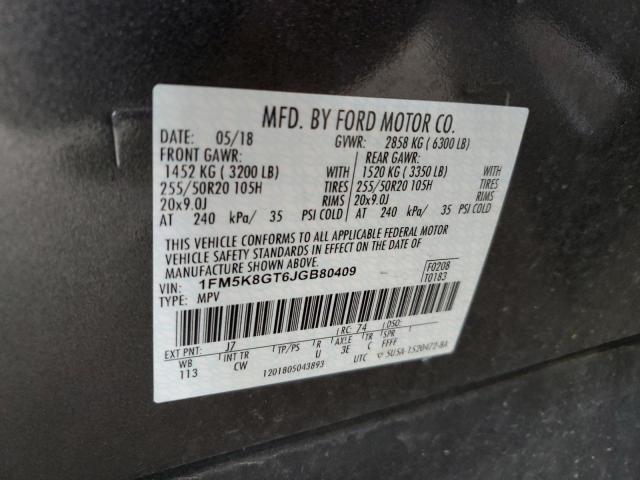 MFD. BY FORD MOTOR CO.
DATE: 05/18 GVWR: 2858 KG ( 6300 LB)
FRONT GAWR: REAR GAWR:
1452 KG ( 3200 LB) WITH 1520 KG ( 3350 LB) WITH
255/50R20 105H TIRES 255/50R20 105H TIRES
20x9.0J RIMS 20x9.0J RIMS
AT 240 kPa/ 35 PSI COLD AT 240 kPa/ 35 PSI COLD
THIS VEHICLE CONFORMS TO ALL APPLICABLE FEDERAL MOTOR
VEHICLE SAFETY STANDARDS IN EFFECT ON THE DATE OF
MANUFACTURE SHOWN ABOVE.
VIN: 1FM5K8GT6JGB80409 F0208
TYPE: MPV T0183
EXT PNT: J7 RC: 74 DSO:
WB INT TR TP/PS R AXLE TR SPR
113 CW U 3E C FFFF
1201805043893 UTC 5U5A-1520472-BA